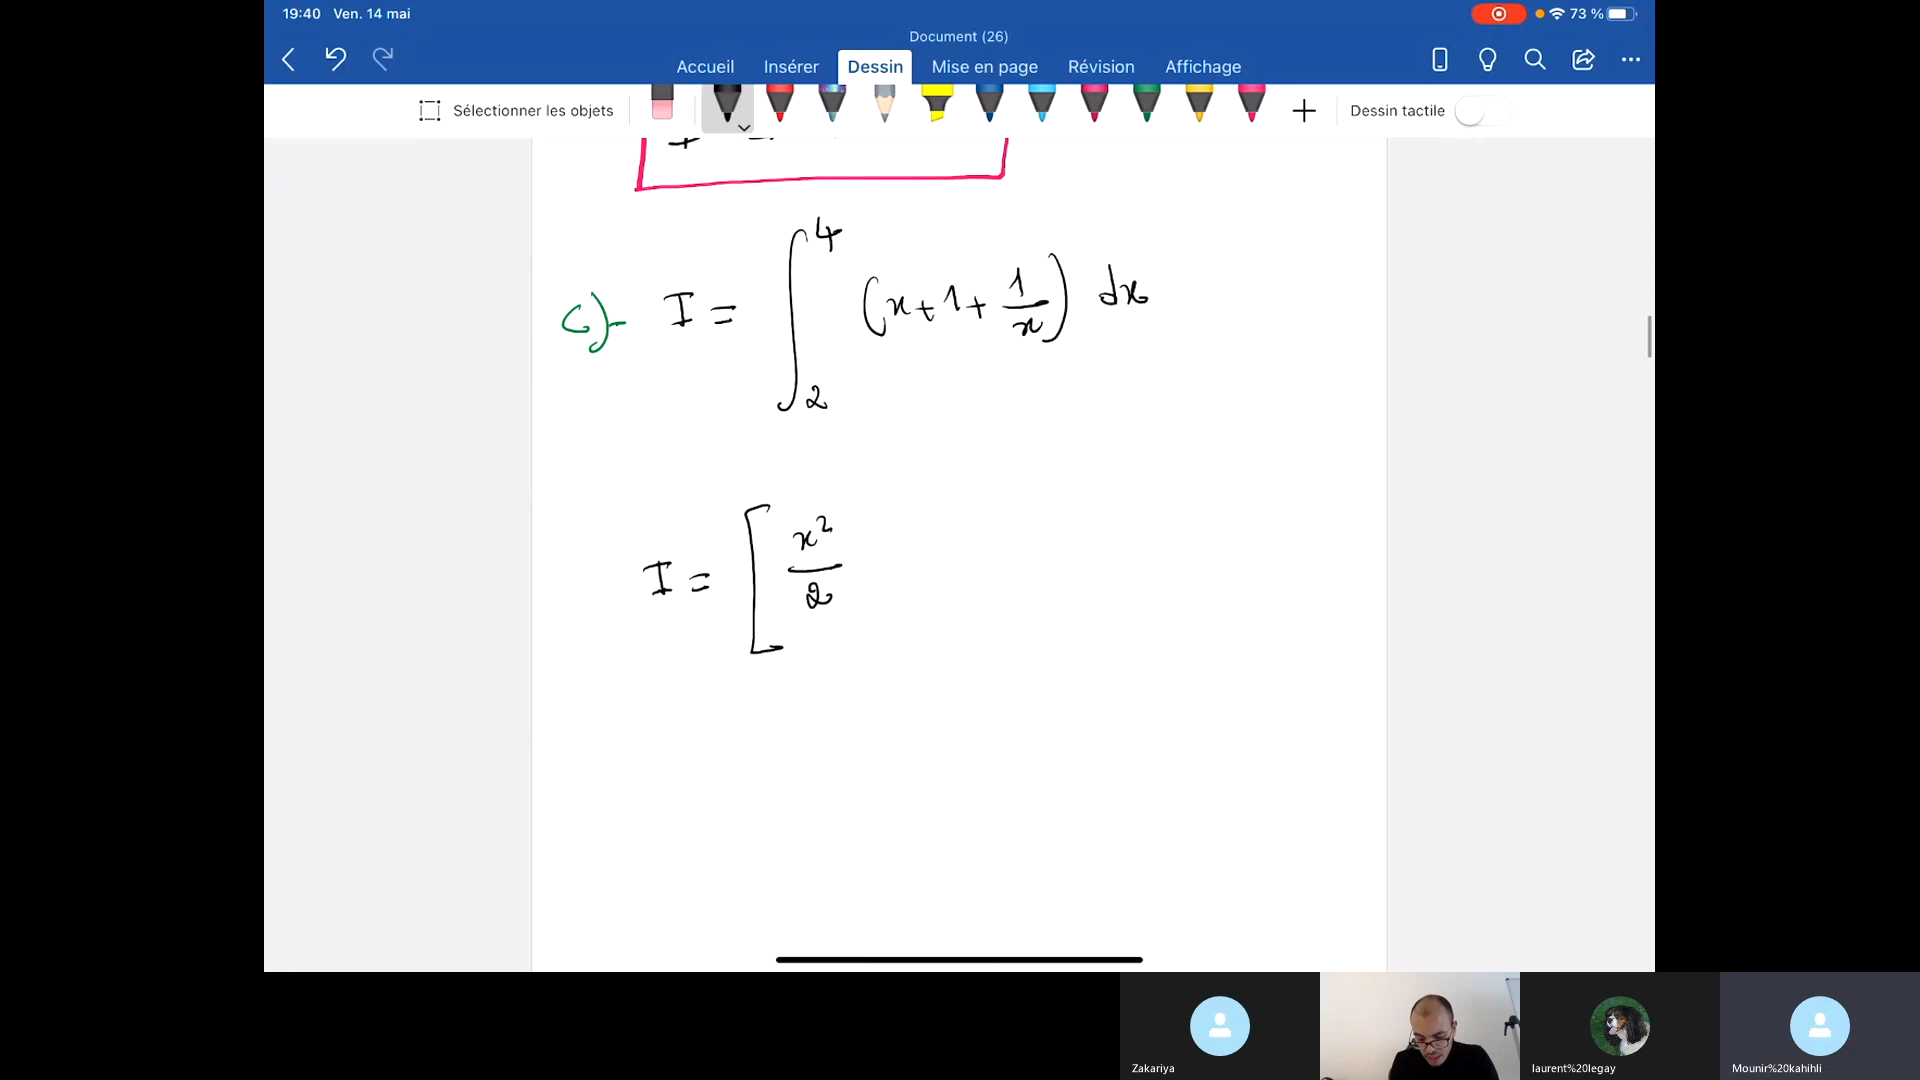 19:40 Ven. 14 mai
73 %
Document (26)
Accueil Insérer Dessin Mise en page Révision Affichage
Sélectionner les objets
Dessin tactile
c)- I = ∫₂⁴ (x+1+1/x) dx
I = [x²/2
Zakariya
laurent%20legay
Mounir%20kahihli